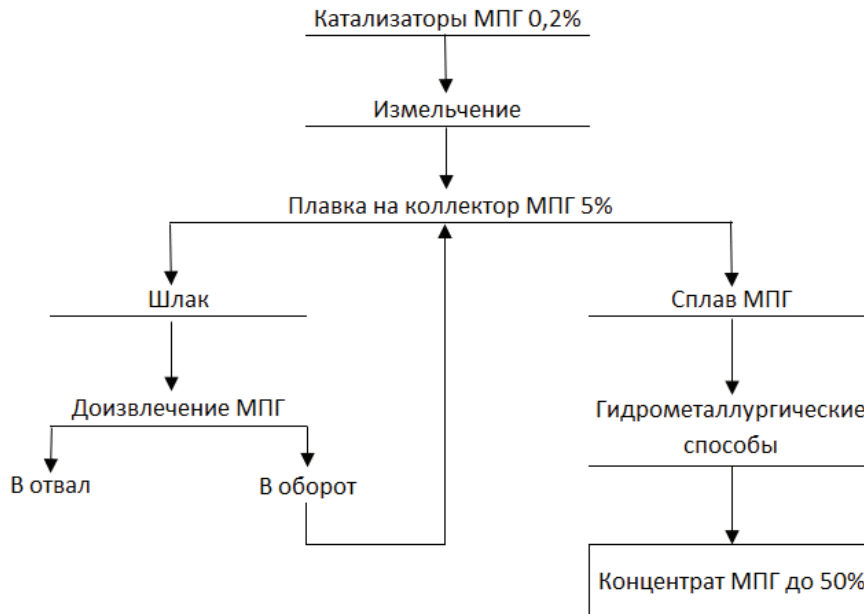 Катализаторы МПГ 0,2%
Измельчение
Плавка на коллектор МПГ 5%
Шлак
Сплав МПГ
Доизвлечение МПГ
Гидрометаллургические
способы
В отвал
В оборот
Концентрат МПГ до 50%